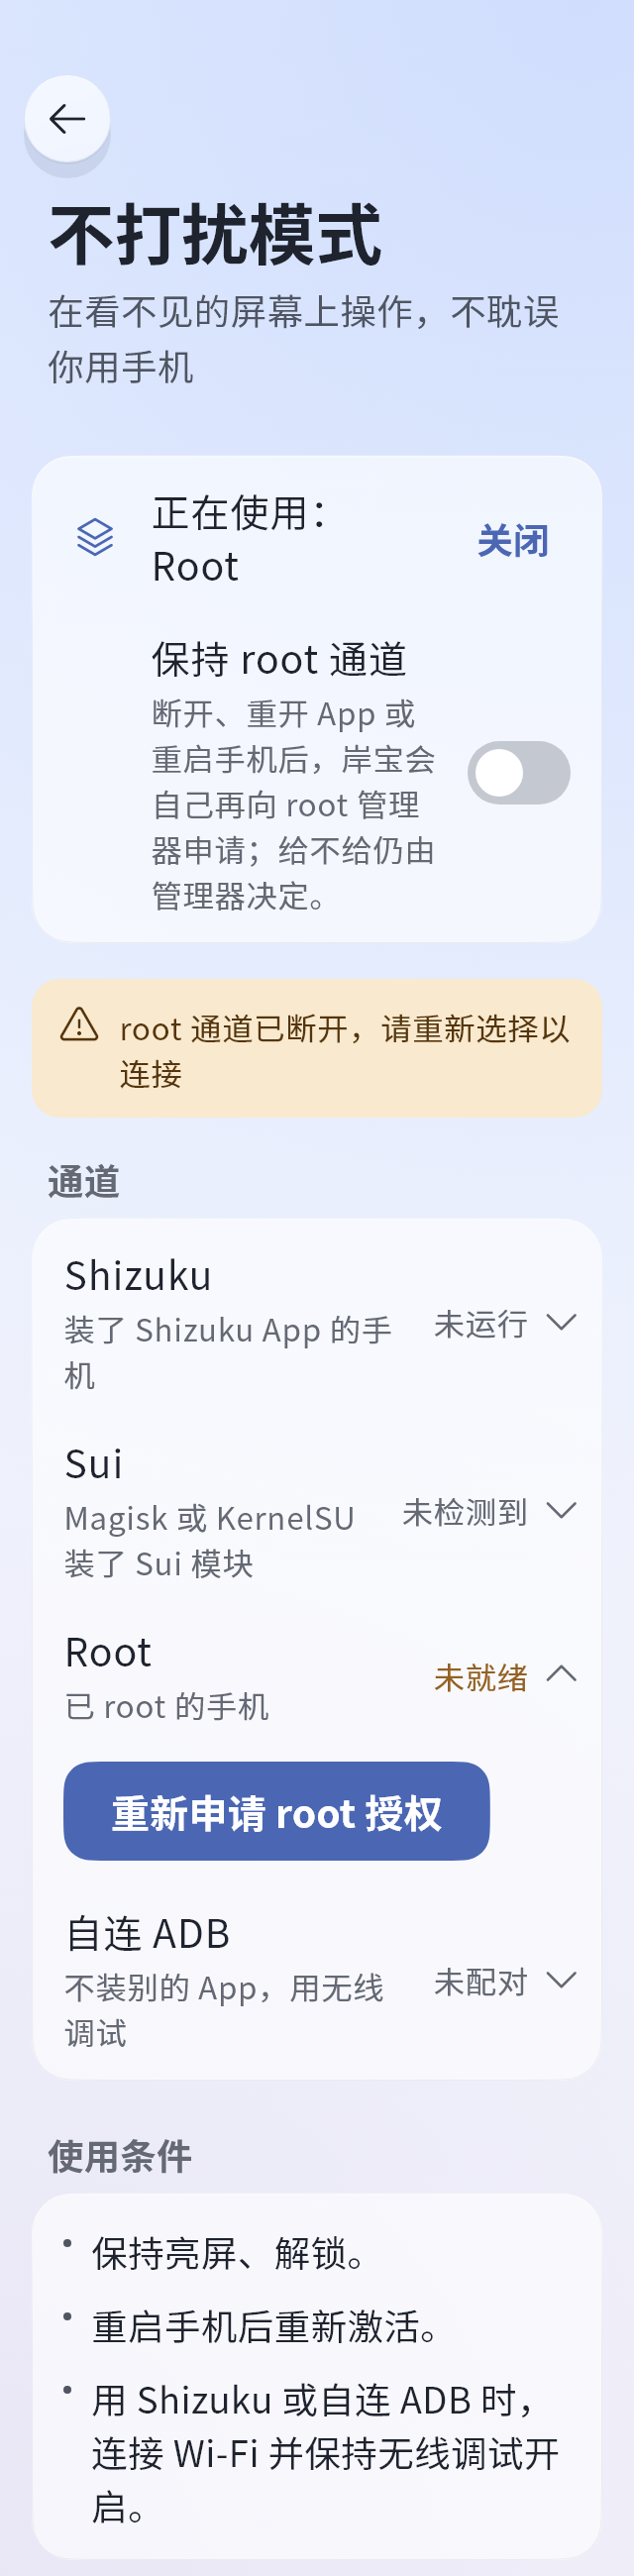 不打扰模式
在看不见的屏幕上操作，不耽误
你用手机
正在使用：
Root
关闭
保持 root 通道
断开、重开 App 或
重启手机后，岸宝会
自己再向 root 管理
器申请；给不给仍由
管理器决定。
root 通道已断开，请重新选择以
连接
通道
Shizuku
装了 Shizuku App 的手
机
未运行
Sui
Magisk 或 KernelSU
装了 Sui 模块
未检测到
Root
已 root 的手机
未就绪
重新申请 root 授权
自连 ADB
不装别的 App，用无线
调试
未配对
使用条件
• 保持亮屏、解锁。
• 重启手机后重新激活。
• 用 Shizuku 或自连 ADB 时，
连接 Wi-Fi 并保持无线调试开
启。